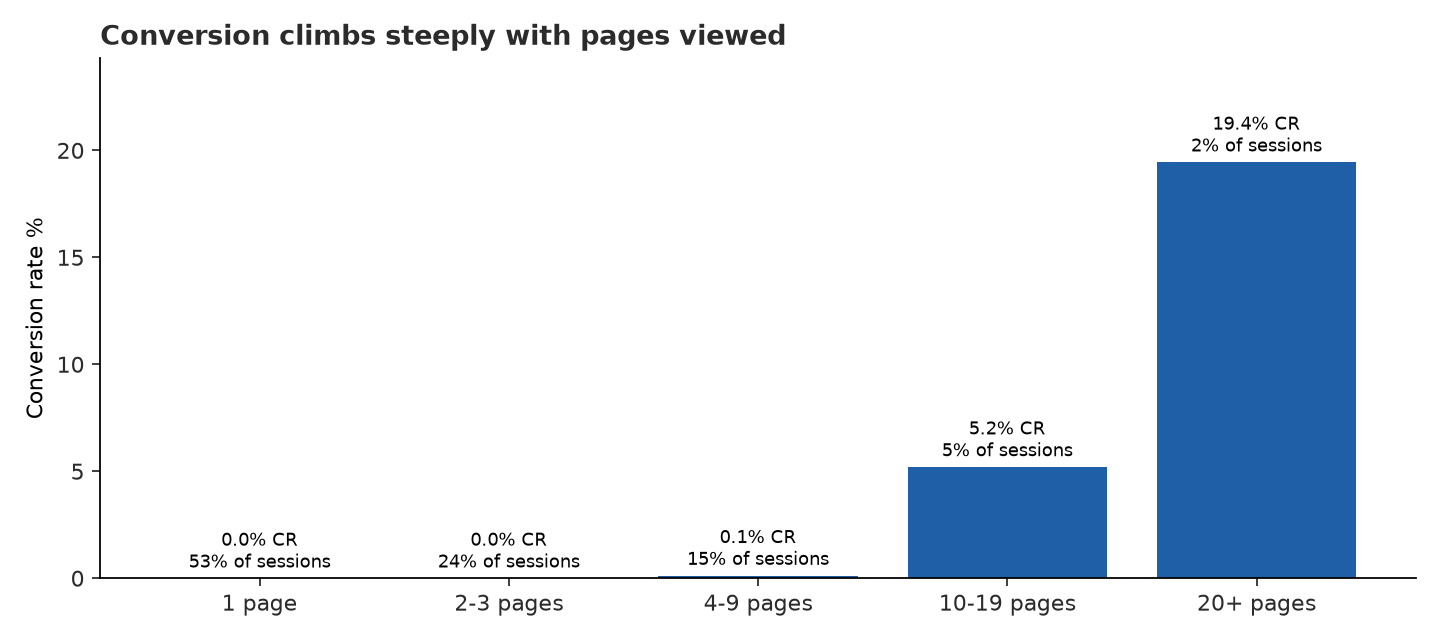 Conversion climbs steeply with pages viewed
Conversion rate %
20
15
10
5
0
0.0% CR
53% of sessions
0.0% CR
24% of sessions
0.1% CR
15% of sessions
5.2% CR
5% of sessions
19.4% CR
2% of sessions
1 page
2-3 pages
4-9 pages
10-19 pages
20+ pages